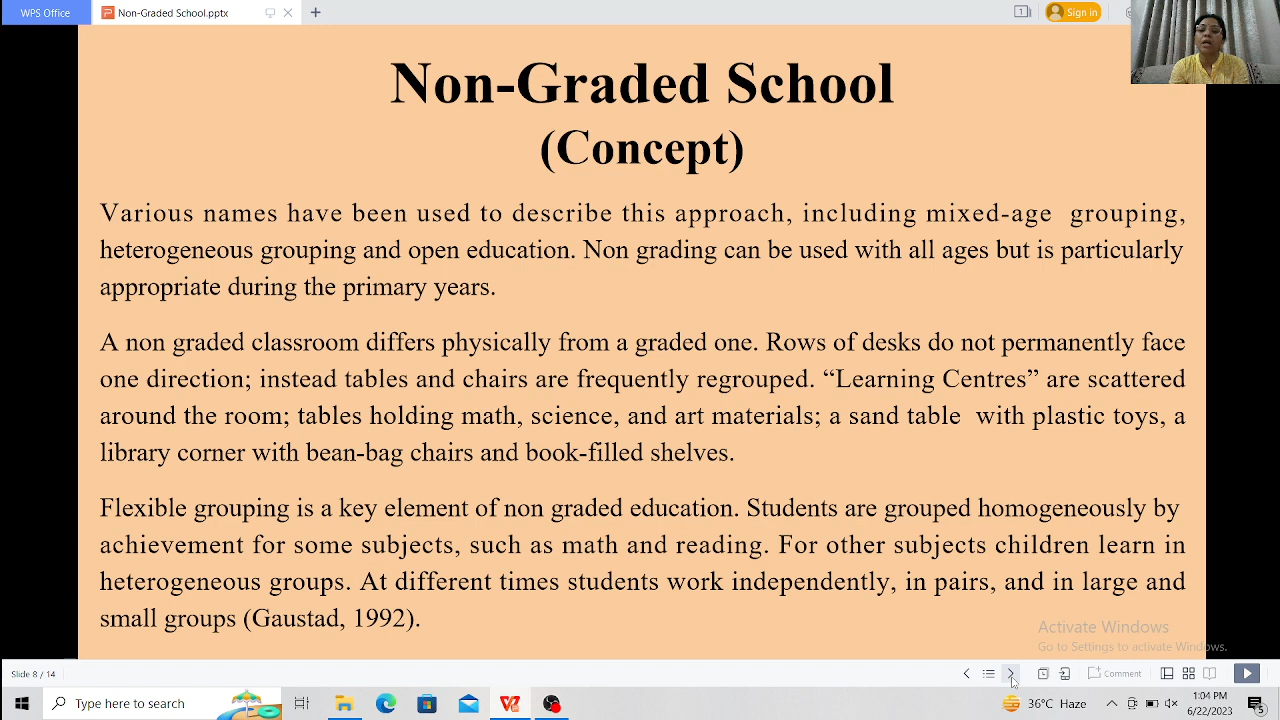 WPS Office
Non-Graded School.pptx
Sign in
Non-Graded School
(Concept)
Various names have been used to describe this approach, including mixed-age grouping,
heterogeneous grouping and open education. Non grading can be used with all ages but is particularly
appropriate during the primary years.
A non graded classroom differs physically from a graded one. Rows of desks do not permanently face
one direction; instead tables and chairs are frequently regrouped. “Learning Centres” are scattered
around the room; tables holding math, science, and art materials; a sand table with plastic toys, a
library corner with bean-bag chairs and book-filled shelves.
Flexible grouping is a key element of non graded education. Students are grouped homogeneously by
achievement for some subjects, such as math and reading. For other subjects children learn in
heterogeneous groups. At different times students work independently, in pairs, and in large and
small groups (Gaustad, 1992).
Activate Windows
Go to Settings to activate Windows.
Slide 8 / 14
Comment
Type here to search
36°C Haze
1:04 PM
6/22/2023
5